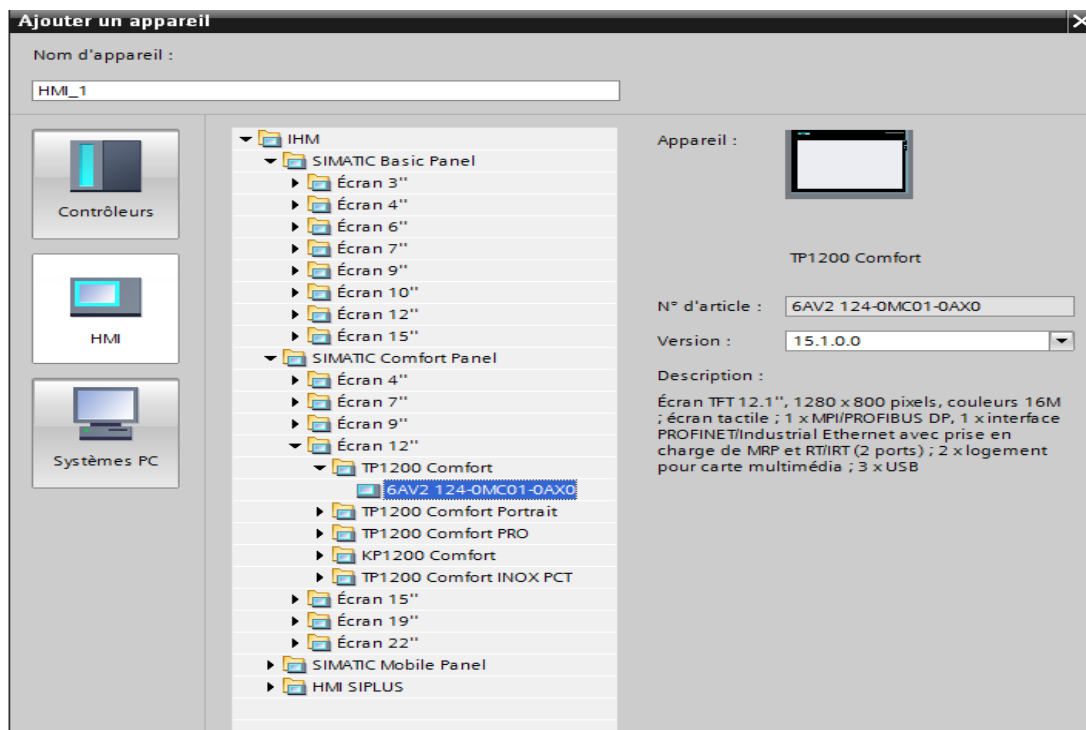 Ajouter un appareil
Nom d'appareil :
HMI_1
Contrôleurs
HMI
Systèmes PC
IHM
SIMATIC Basic Panel
Écran 3''
Écran 4''
Écran 6''
Écran 7''
Écran 9''
Écran 10''
Écran 12''
Écran 15''
SIMATIC Comfort Panel
Écran 4''
Écran 7''
Écran 9''
Écran 12''
TP1200 Comfort
6AV2 124-0MC01-0AX0
TP1200 Comfort Portrait
TP1200 Comfort PRO
KP1200 Comfort
TP1200 Comfort INOX PCT
Écran 15''
Écran 19''
Écran 22''
SIMATIC Mobile Panel
HMI SIPLUS
Appareil :
TP1200 Comfort
N° d'article :
6AV2 124-0MC01-0AX0
Version :
15.1.0.0
Description :
Écran TFT 12.1'', 1280 x 800 pixels, couleurs 16M
; écran tactile ; 1 x MPI/PROFIBUS DP, 1 x interface
PROFINET/Industrial Ethernet avec prise en
charge de MRP et RT/IRT (2 ports) ; 2 x logement
pour carte multimédia ; 3 x USB